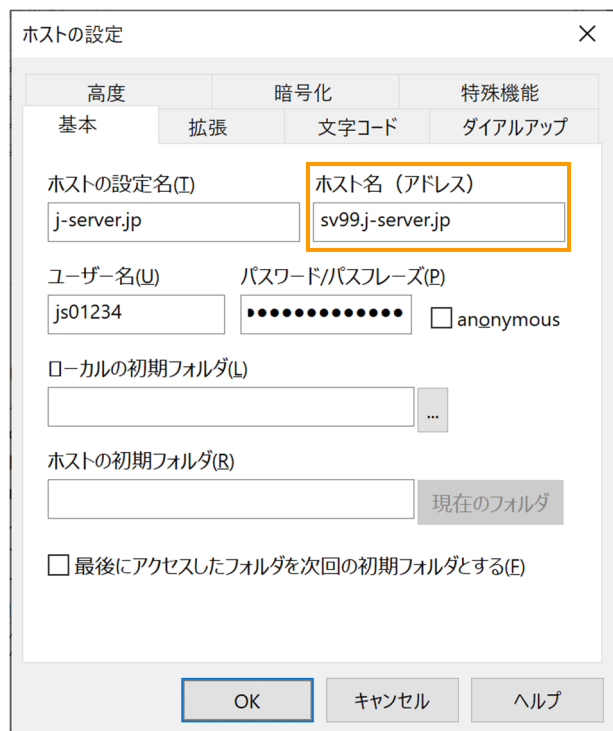 ホストの設定
高度 暗号化 特殊機能
基本 拡張 文字コード ダイアルアップ
ホストの設定名(T) ホスト名（アドレス）
j-server.jp sv99.j-server.jp
ユーザー名(U) パスワード/パスフレーズ(P)
js01234 ●●●●●●●●●●●●● anonymous
ローカルの初期フォルダ(L)
...
ホストの初期フォルダ(R)
現在のフォルダ
最後にアクセスしたフォルダを次回の初期フォルダとする(F)
OK キャンセル ヘルプ